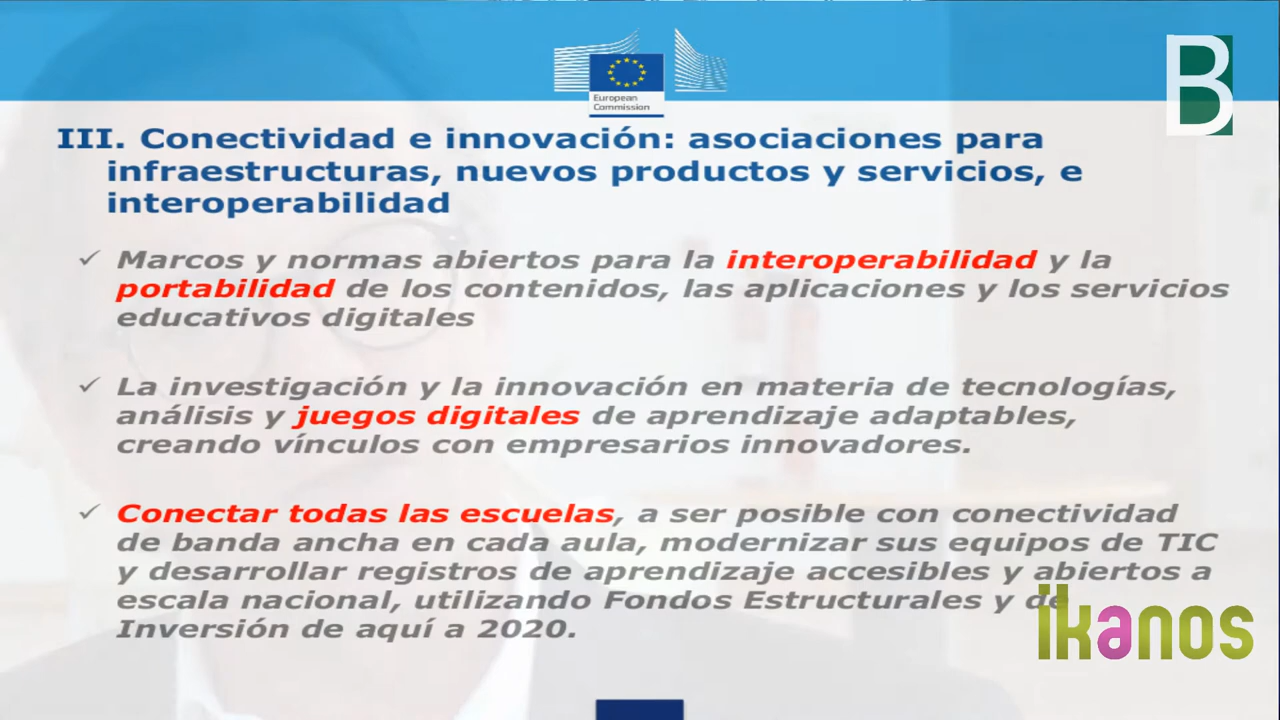 European
Commission
B
III. Conectividad e innovación: asociaciones para
infraestructuras, nuevos productos y servicios, e
interoperabilidad
✓ Marcos y normas abiertos para la interoperabilidad y la
portabilidad de los contenidos, las aplicaciones y los servicios
educativos digitales
✓ La investigación y la innovación en materia de tecnologías,
análisis y juegos digitales de aprendizaje adaptables,
creando vínculos con empresarios innovadores.
✓ Conectar todas las escuelas, a ser posible con conectividad
de banda ancha en cada aula, modernizar sus equipos de TIC
y desarrollar registros de aprendizaje accesibles y abiertos a
escala nacional, utilizando Fondos Estructurales y de
Inversión de aquí a 2020.
ikanos